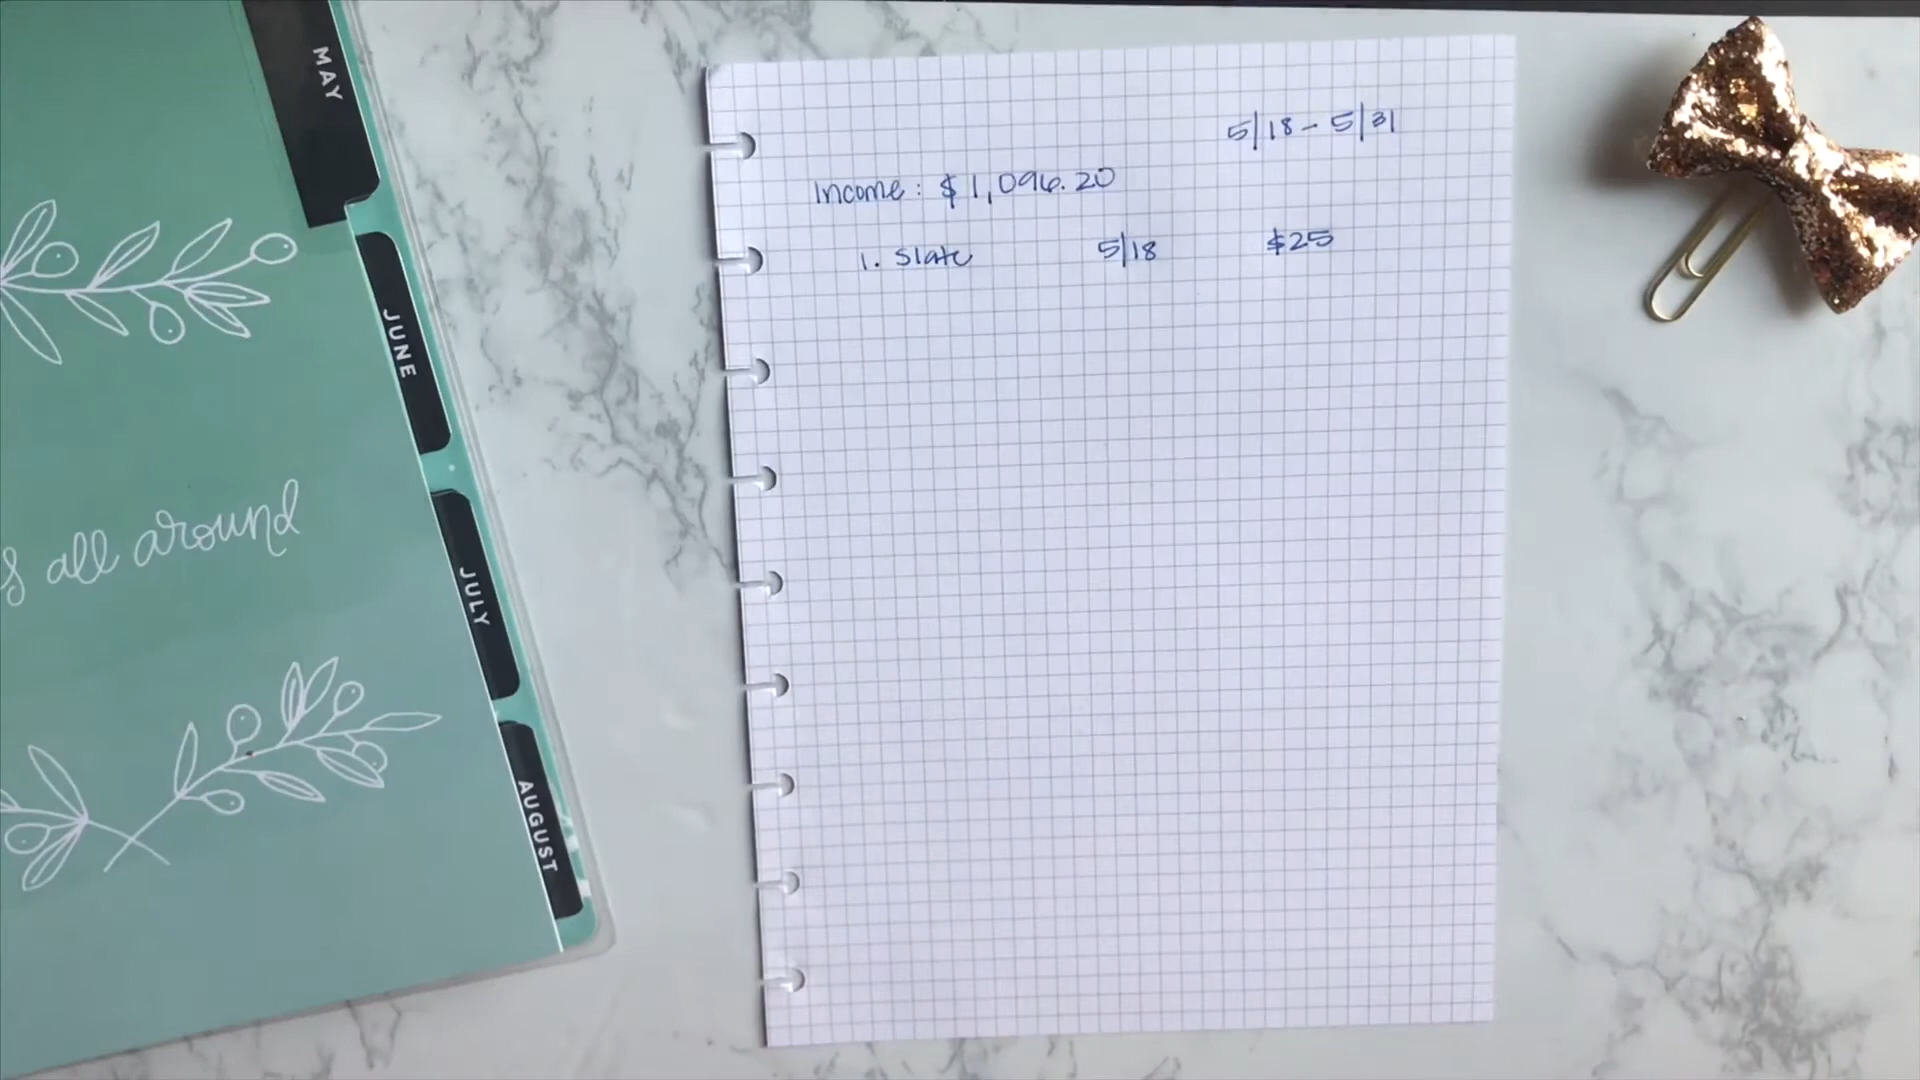 MAY
JUNE
JULY
AUGUST
all around
5/18 - 5/31
Income: $1,096.20
1. Slate 5/18 $25